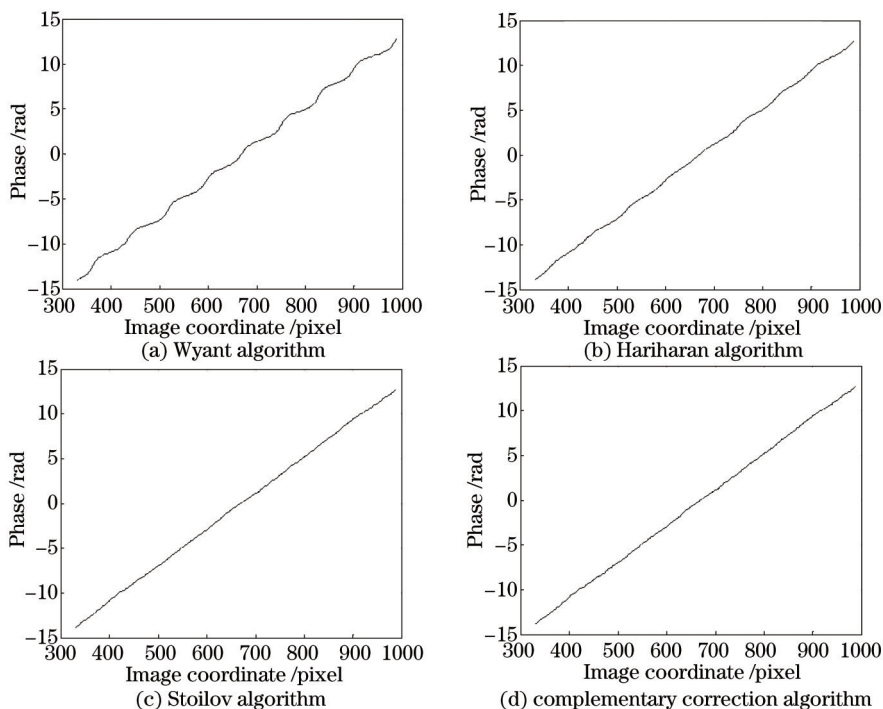 15
10
5
0
−5
−10
−15
Phase /rad
300 400 500 600 700 800 900 1000
Image coordinate /pixel
(a) Wyant algorithm
15
10
5
0
−5
−10
−15
Phase /rad
300 400 500 600 700 800 900 1000
Image coordinate /pixel
(b) Hariharan algorithm
15
10
5
0
−5
−10
−15
Phase /rad
300 400 500 600 700 800 900 1000
Image coordinate /pixel
(c) Stoilov algorithm
15
10
5
0
−5
−10
−15
Phase /rad
300 400 500 600 700 800 900 1000
Image coordinate /pixel
(d) complementary correction algorithm